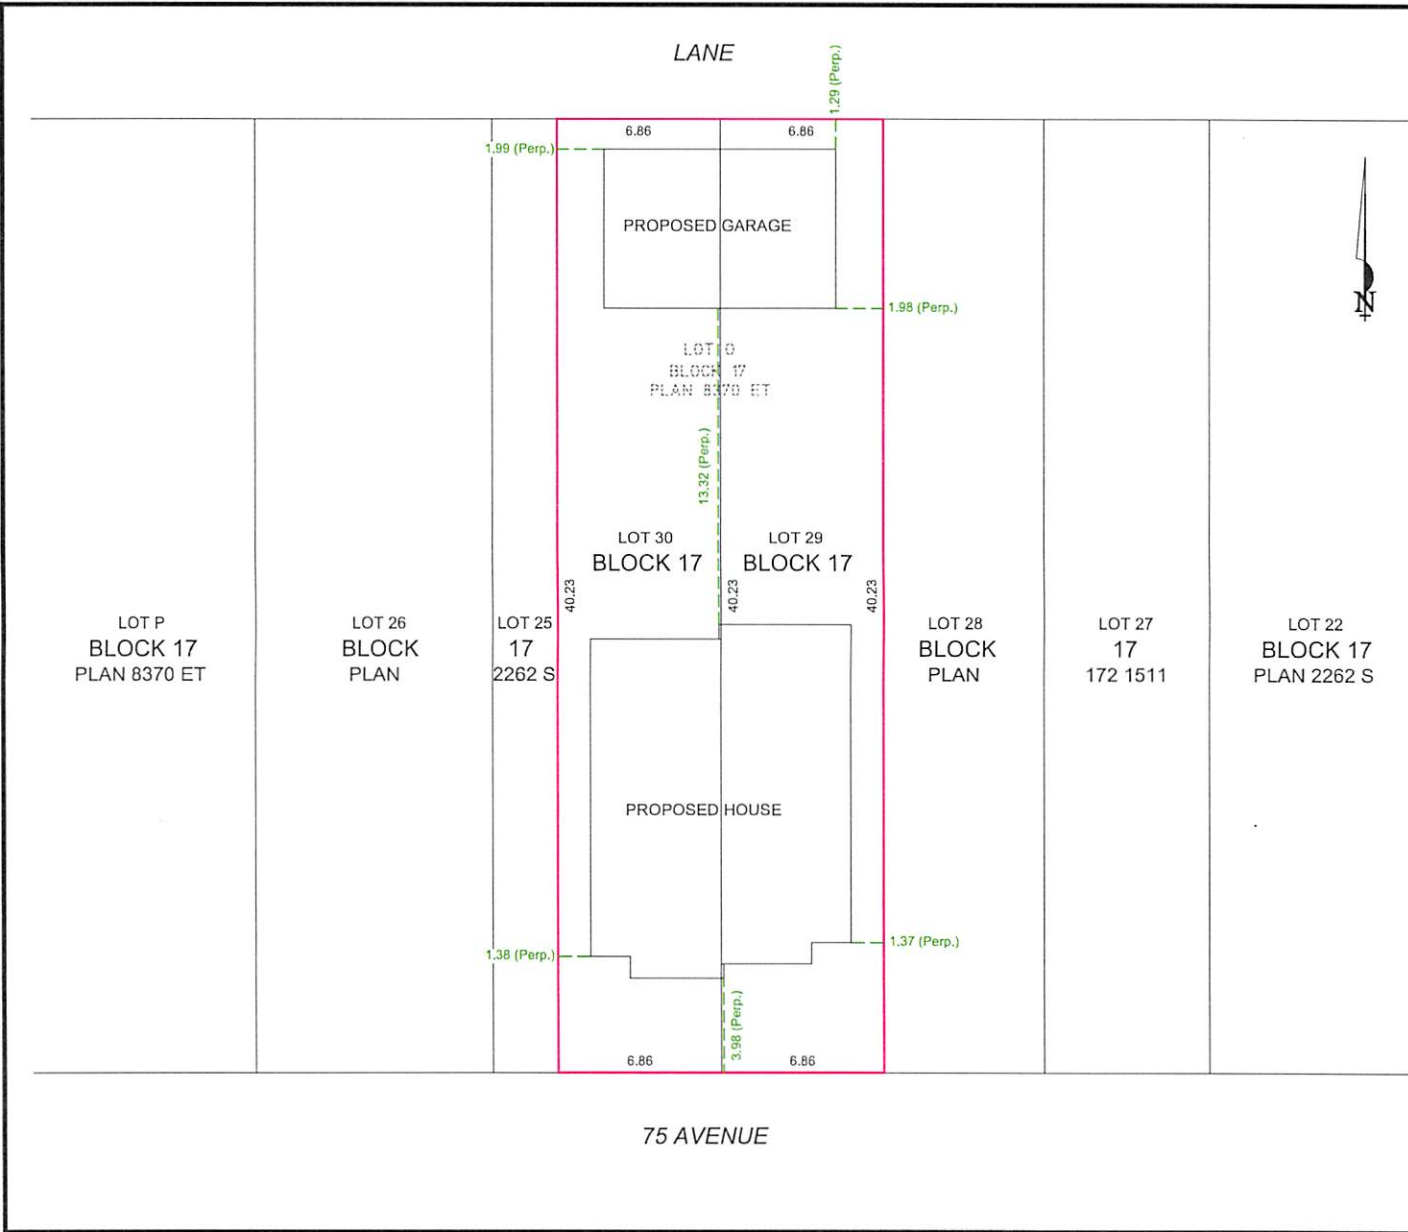 LANE
1.29 (Perp.)
6.86
6.86
1.99 (Perp.)
PROPOSED GARAGE
1.98 (Perp.)
N
LOT O
BLOCK 17
PLAN 8370 ET
13.32 (Perp.)
LOT 30
BLOCK 17
LOT 29
BLOCK 17
40.23
40.23
40.23
LOT P
BLOCK 17
PLAN 8370 ET
LOT 26
BLOCK
PLAN
LOT 25
17
2262 S
LOT 28
BLOCK
PLAN
LOT 27
17
172 1511
LOT 22
BLOCK 17
PLAN 2262 S
PROPOSED HOUSE
1.38 (Perp.)
1.37 (Perp.)
3.98 (Perp.)
6.86
6.86
75 AVENUE